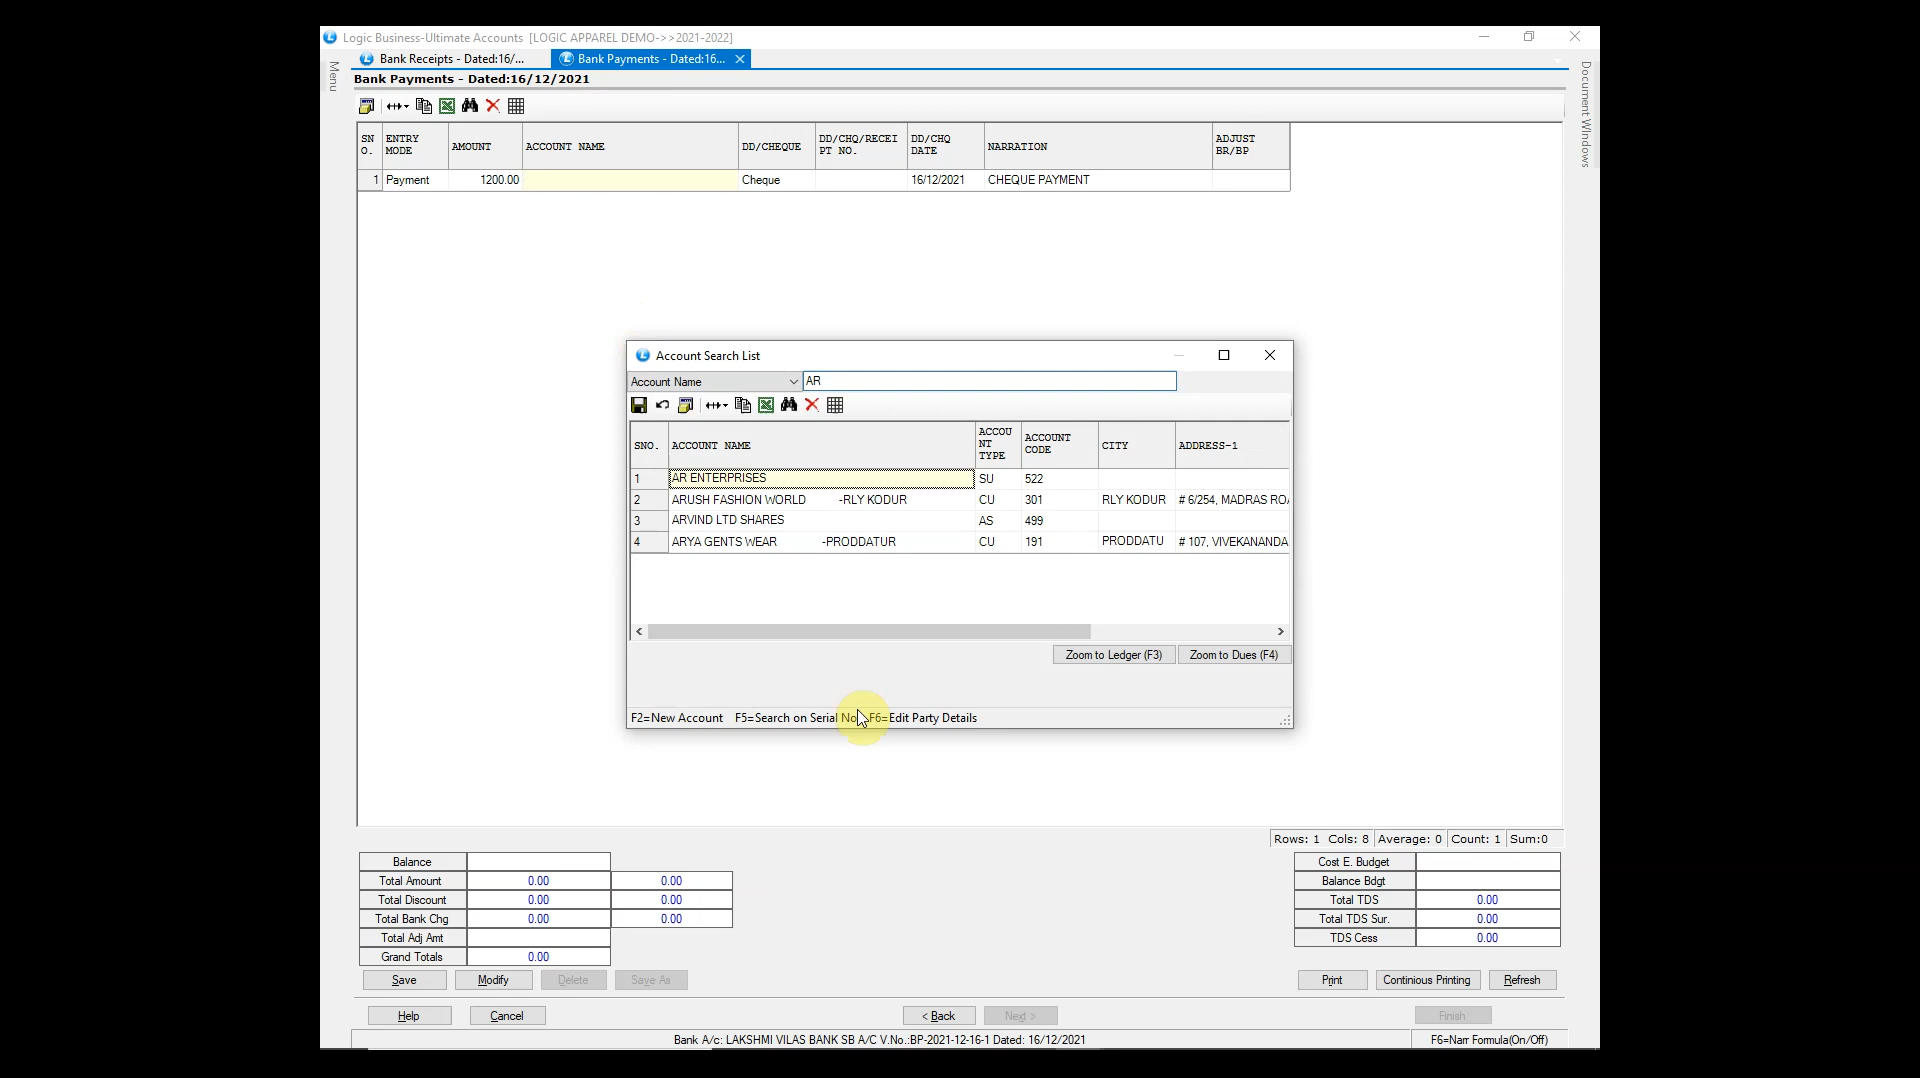 Logic Business-Ultimate Accounts [LOGIC APPAREL DEMO->>2021-2022]
Menu
Bank Receipts - Dated:16/...
Bank Payments - Dated:16...
Document Windows
Bank Payments - Dated:16/12/2021
SN O. ENTRY MODE AMOUNT ACCOUNT NAME DD/CHEQUE DD/CHQ/RECEI PT NO. DD/CHQ DATE NARRATION ADJUST BR/BP
1 Payment 1200.00 Cheque 16/12/2021 CHEQUE PAYMENT
Account Search List
Account Name AR
SNO. ACCOUNT NAME ACCOU NT TYPE ACCOUNT CODE CITY ADDRESS-1
1 AR ENTERPRISES SU 522
2 ARUSH FASHION WORLD -RLY KODUR CU 301 RLY KODUR # 6/254, MADRAS RO
3 ARVIND LTD SHARES AS 499
4 ARYA GENTS WEAR -PRODDATUR CU 191 PRODDATU # 107, VIVEKANANDA
Zoom to Ledger (F3) Zoom to Dues (F4)
F2=New Account F5=Search on Serial No F6=Edit Party Details
Rows: 1 Cols: 8 Average: 0 Count: 1 Sum:0
Balance
Total Amount 0.00 0.00
Total Discount 0.00 0.00
Total Bank Chg 0.00 0.00
Total Adj Amt
Grand Totals 0.00
Cost E. Budget
Balance Bdgt
Total TDS 0.00
Total TDS Sur. 0.00
TDS Cess 0.00
Save Modify Delete Save As Print Continious Printing Refresh
Help Cancel < Back Next > Finish
Bank A/c: LAKSHMI VILAS BANK SB A/C V.No.:BP-2021-12-16-1 Dated: 16/12/2021 F6=Narr Formula(On/Off)